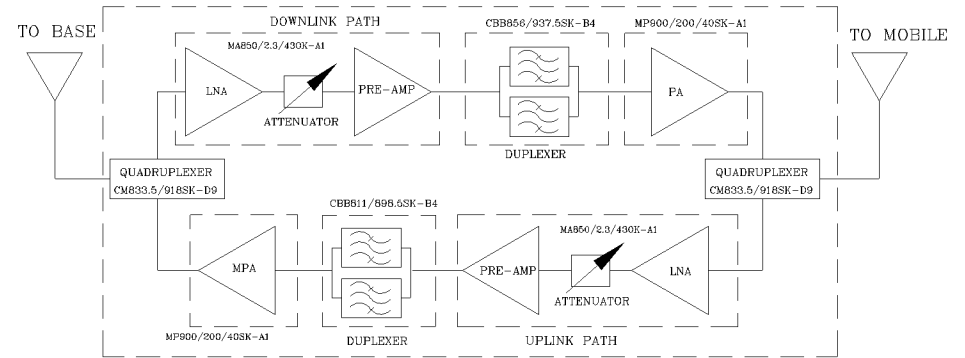 DOWNLINK PATH
CBB856/937.5SK-B4
MP900/200/40SK-A1
TO BASE
TO MOBILE
MA850/2.3/430K-A1
LNA
PRE-AMP
PA
ATTENUATOR
DUPLEXER
QUADRUPLEXER
CM833.5/918SK-D9
QUADRUPLEXER
CM833.5/918SK-D9
CBB811/898.5SK-B4
MA850/2.3/430K-A1
MPA
PRE-AMP
LNA
ATTENUATOR
MP900/200/40SK-A1
DUPLEXER
UPLINK PATH